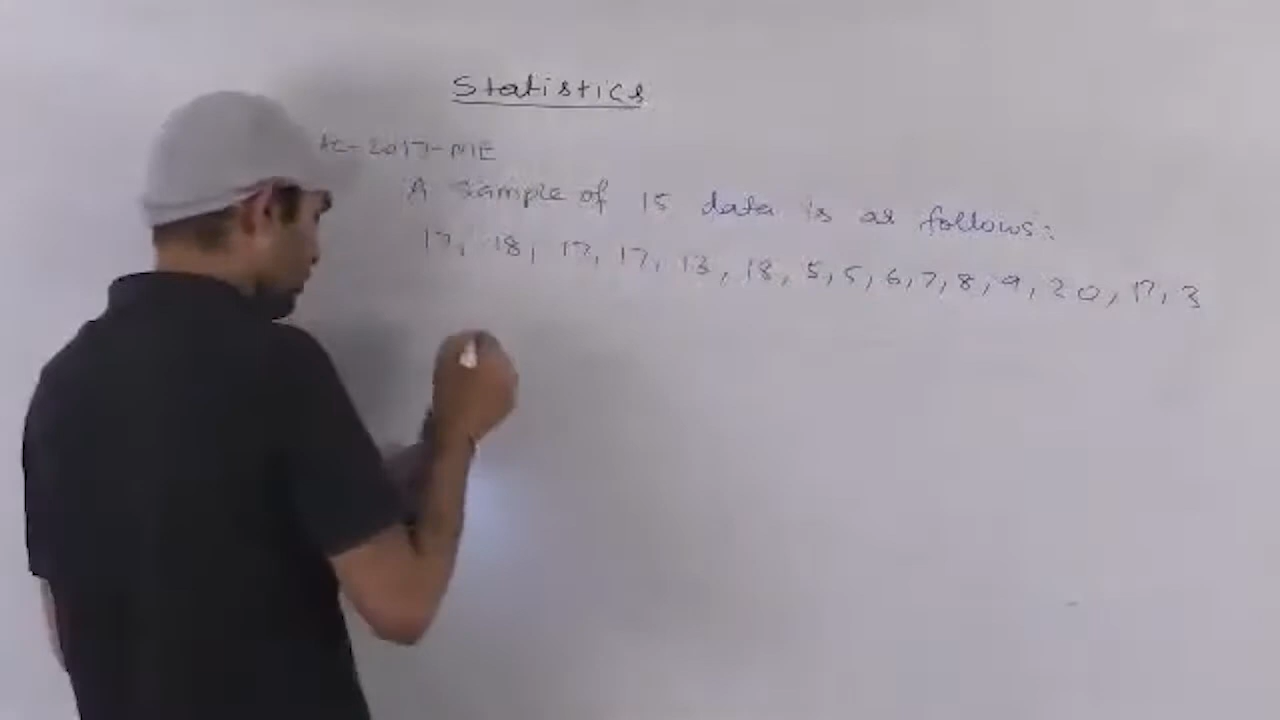 Statistics
2017-ME
A sample of 15 data is as follows:
17, 18, 17, 17, 13, 18, 5, 5, 6, 7, 8, 9, 20, 17, 3